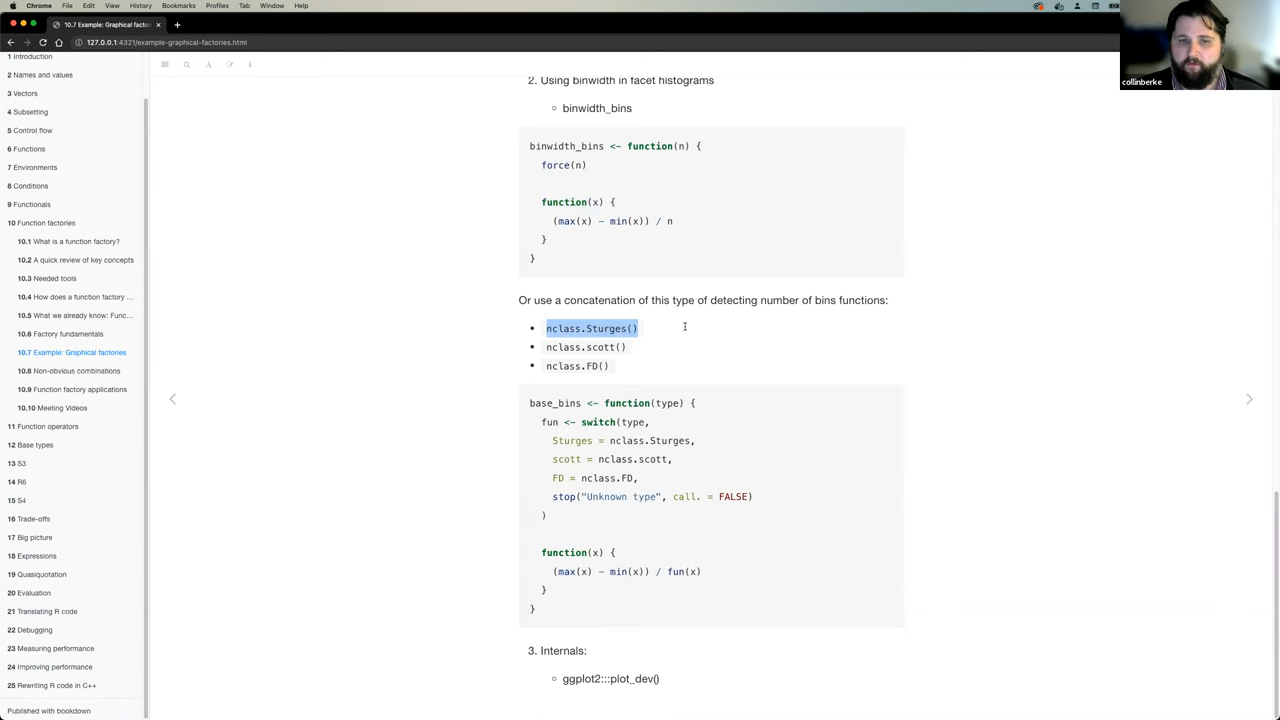 Chrome File Edit View History Bookmarks Profiles Tab Window Help
10.7 Example: Graphical factor
127.0.0.1:4321/example-graphical-factories.html
collinberke
1 Introduction
2 Names and values
3 Vectors
4 Subsetting
5 Control flow
6 Functions
7 Environments
8 Conditions
9 Functionals
10 Function factories
10.1 What is a function factory?
10.2 A quick review of key concepts
10.3 Needed tools
10.4 How does a function factory ...
10.5 What we already know: Func...
10.6 Factory fundamentals
10.7 Example: Graphical factories
10.8 Non-obvious combinations
10.9 Function factory applications
10.10 Meeting Videos
11 Function operators
12 Base types
13 S3
14 R6
15 S4
16 Trade-offs
17 Big picture
18 Expressions
19 Quasiquotation
20 Evaluation
21 Translating R code
22 Debugging
23 Measuring performance
24 Improving performance
25 Rewriting R code in C++
Published with bookdown
2. Using binwidth in facet histograms
binwidth_bins
binwidth_bins <- function(n) {
force(n)
function(x) {
(max(x) - min(x)) / n
}
}
Or use a concatenation of this type of detecting number of bins functions:
nclass.Sturges()
nclass.scott()
nclass.FD()
base_bins <- function(type) {
fun <- switch(type,
Sturges = nclass.Sturges,
scott = nclass.scott,
FD = nclass.FD,
stop("Unknown type", call. = FALSE)
)
function(x) {
(max(x) - min(x)) / fun(x)
}
}
3. Internals:
ggplot2:::plot_dev()